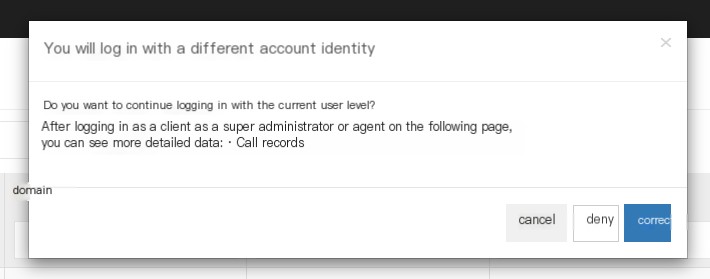 You will log in with a different account identity
×
Do you want to continue logging in with the current user level?
After logging in as a client as a super administrator or agent on the following page,
you can see more detailed data: · Call records
domain
cancel
deny
correc